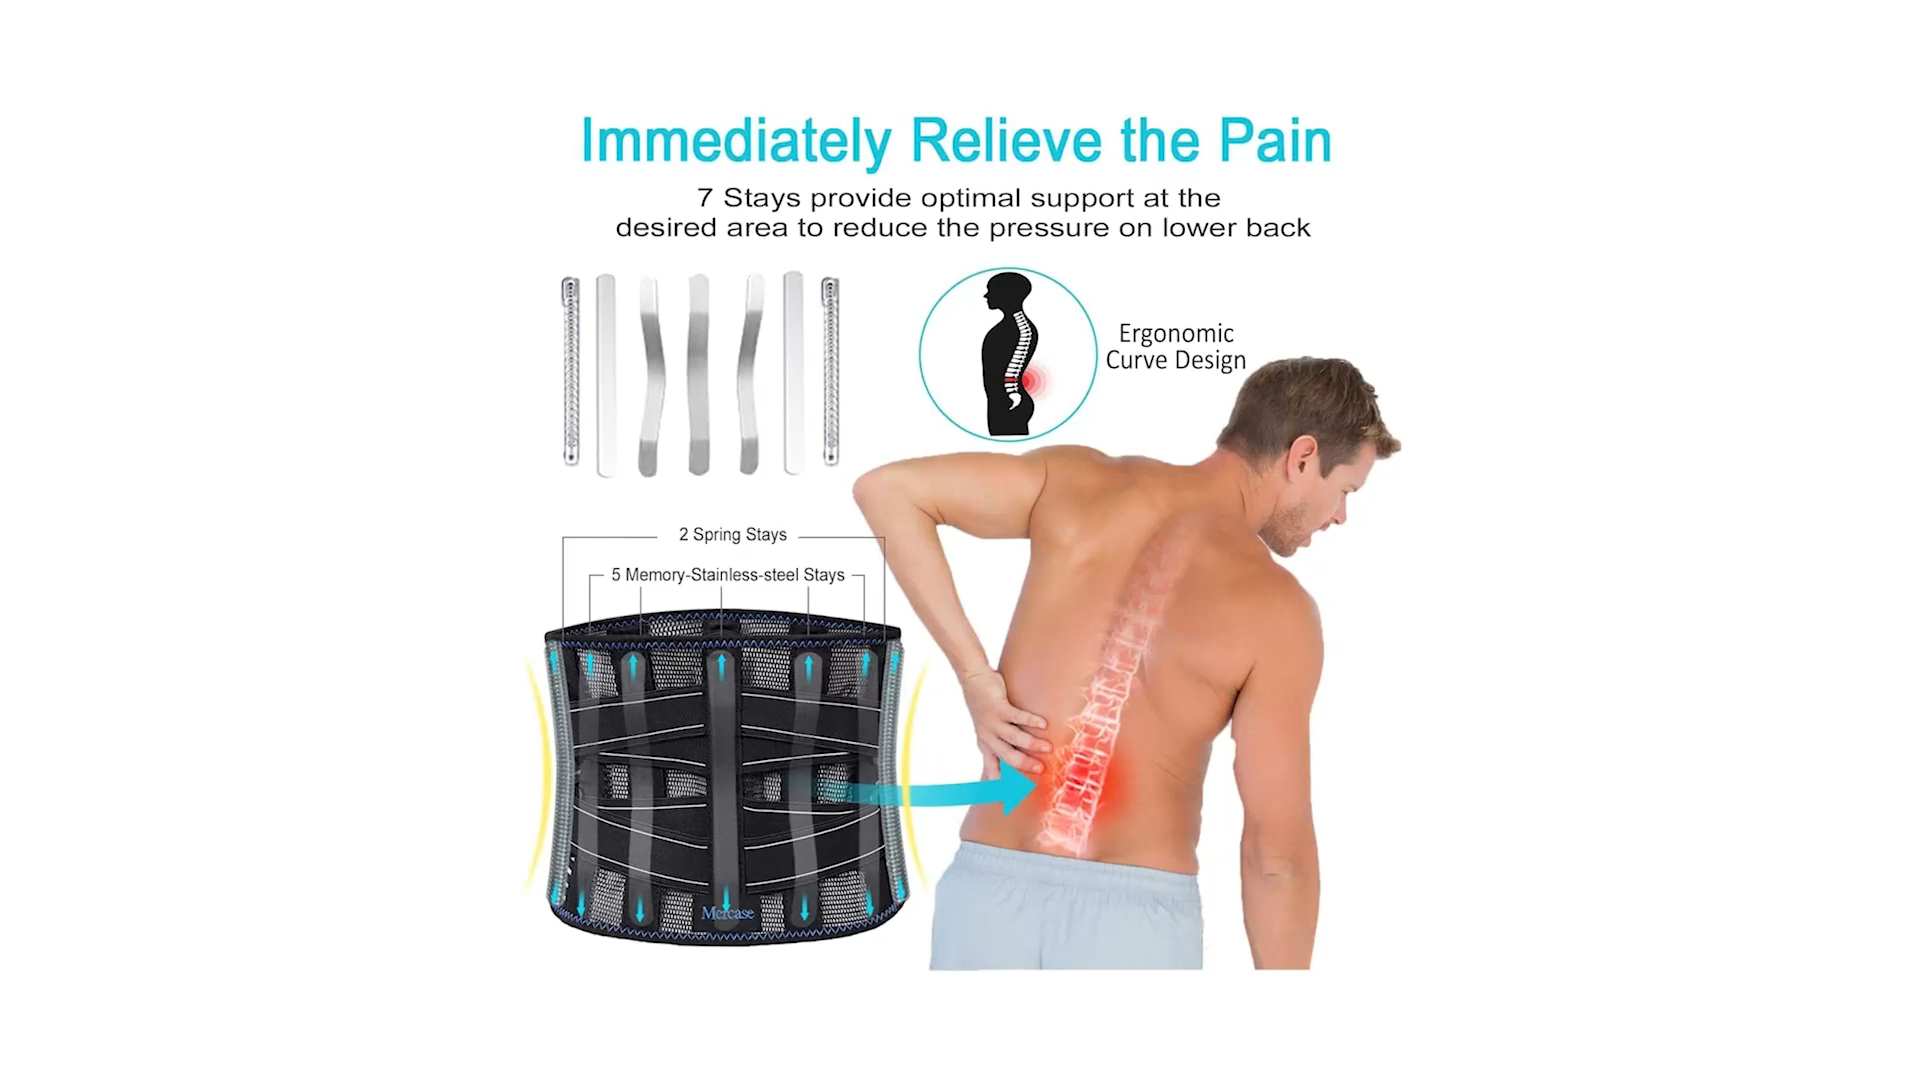 Immediately Relieve the Pain
7 Stays provide optimal support at the
desired area to reduce the pressure on lower back
Ergonomic
Curve Design
2 Spring Stays
5 Memory-Stainless-steel Stays
Mercase